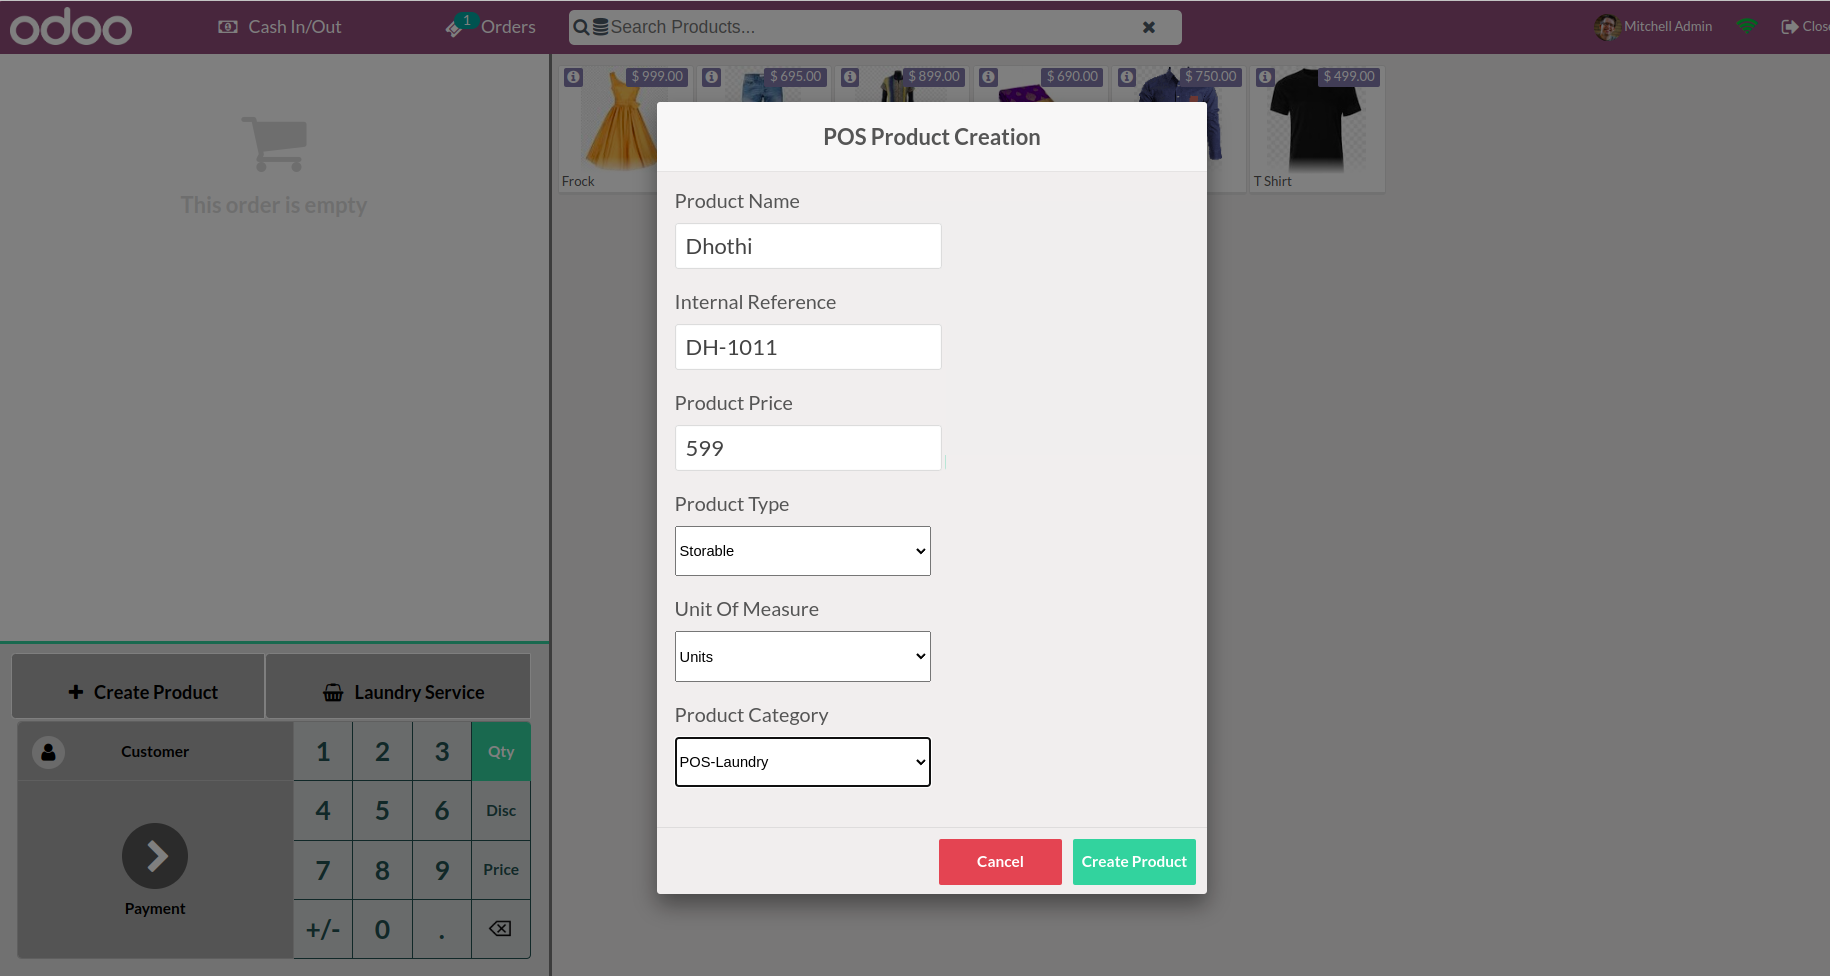 odoo
Cash In/Out
1
Orders
Search Products...
Mitchell Admin
Close
$ 999.00
$ 695.00
$ 899.00
$ 690.00
$ 750.00
$ 499.00
Frock
T Shirt
This order is empty
POS Product Creation
Product Name
Dhothi
Internal Reference
DH-1011
Product Price
599
Product Type
Storable
Unit Of Measure
Units
Product Category
POS-Laundry
Cancel
Create Product
Create Product
Laundry Service
Customer
Payment
1 2 3 Qty
4 5 6 Disc
7 8 9 Price
+/- 0 .